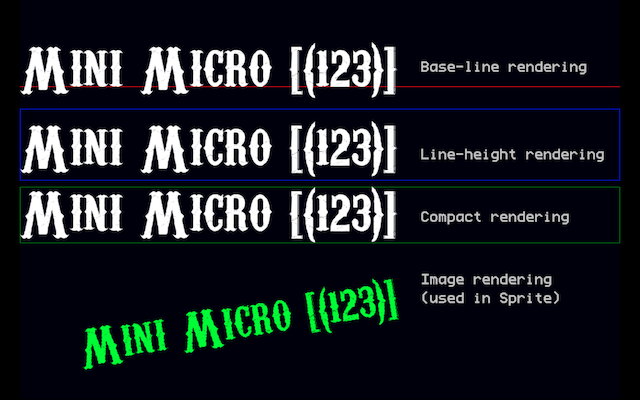 Mini Micro [(123)]
Base-line rendering
Mini Micro [(123)]
Line-height rendering
Mini Micro [(123)]
Compact rendering
Mini Micro [(123)]
Image rendering
(used in Sprite)